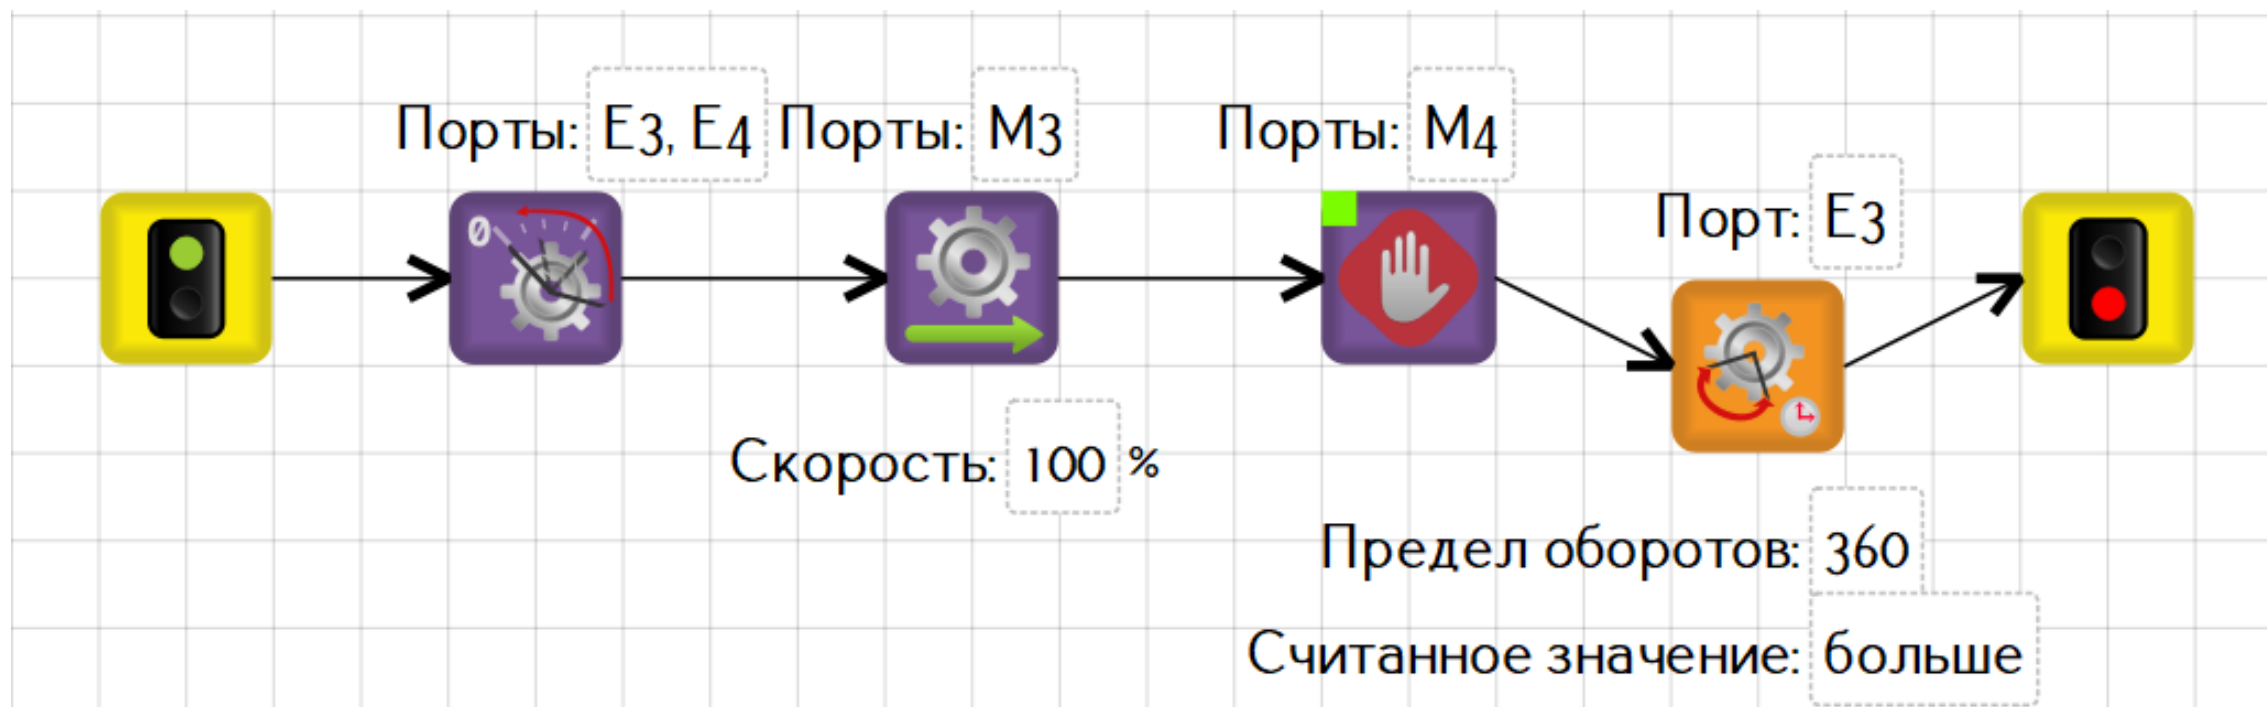 Порты: E3, E4 Порты: M3 Порты: M4
Порт: E3
0
Скорость: 100 %
Предел оборотов: 360
Считанное значение: больше